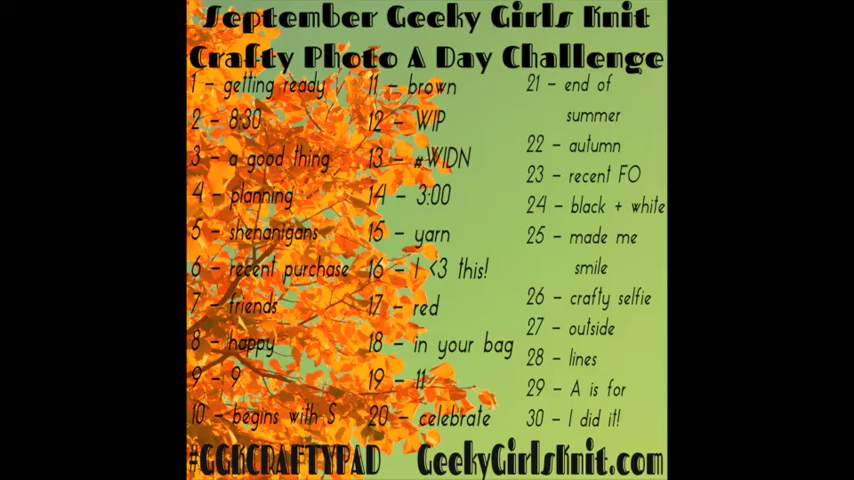 September Geeky Girls Knit
Crafty Photo A Day Challenge
1 - getting ready
2 - 8:30
3 - a good thing
4 - planning
5 - shenanigans
6 - recent purchase
7 - friends
8 - happy
9 - 9
10 - begins with S
11 - brown
12 - WIP
13 - #WIDN
14 - 3:00
15 - yarn
16 - I <3 this!
17 - red
18 - in your bag
19 - 11
20 - celebrate
21 - end of
summer
22 - autumn
23 - recent FO
24 - black + white
25 - made me
smile
26 - crafty selfie
27 - outside
28 - lines
29 - A is for
30 - I did it!
#GGKCRAFTYPAD
GeekyGirlsKnit.com